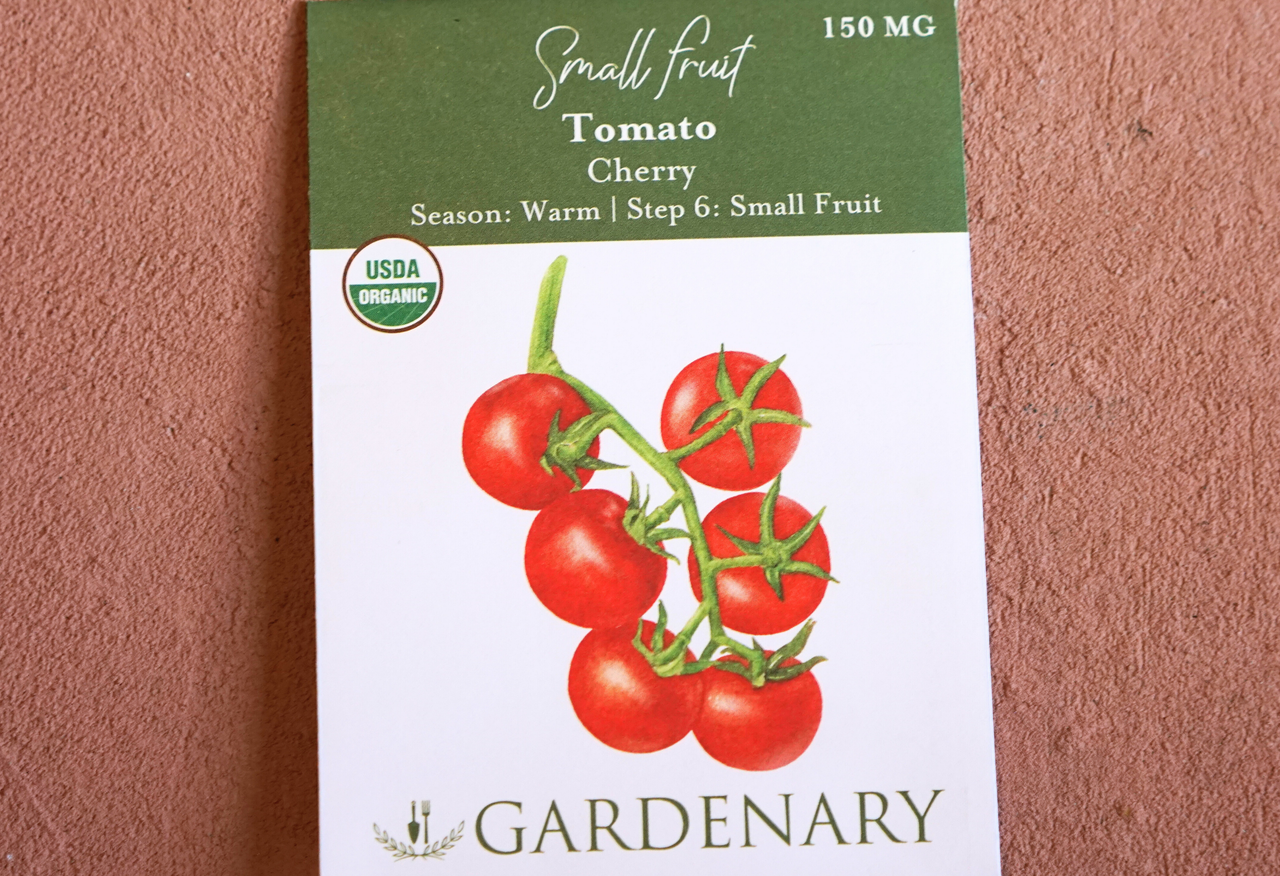 150 MG
Small Fruit
Tomato
Cherry
Season: Warm | Step 6: Small Fruit
USDA
ORGANIC
GARDENARY